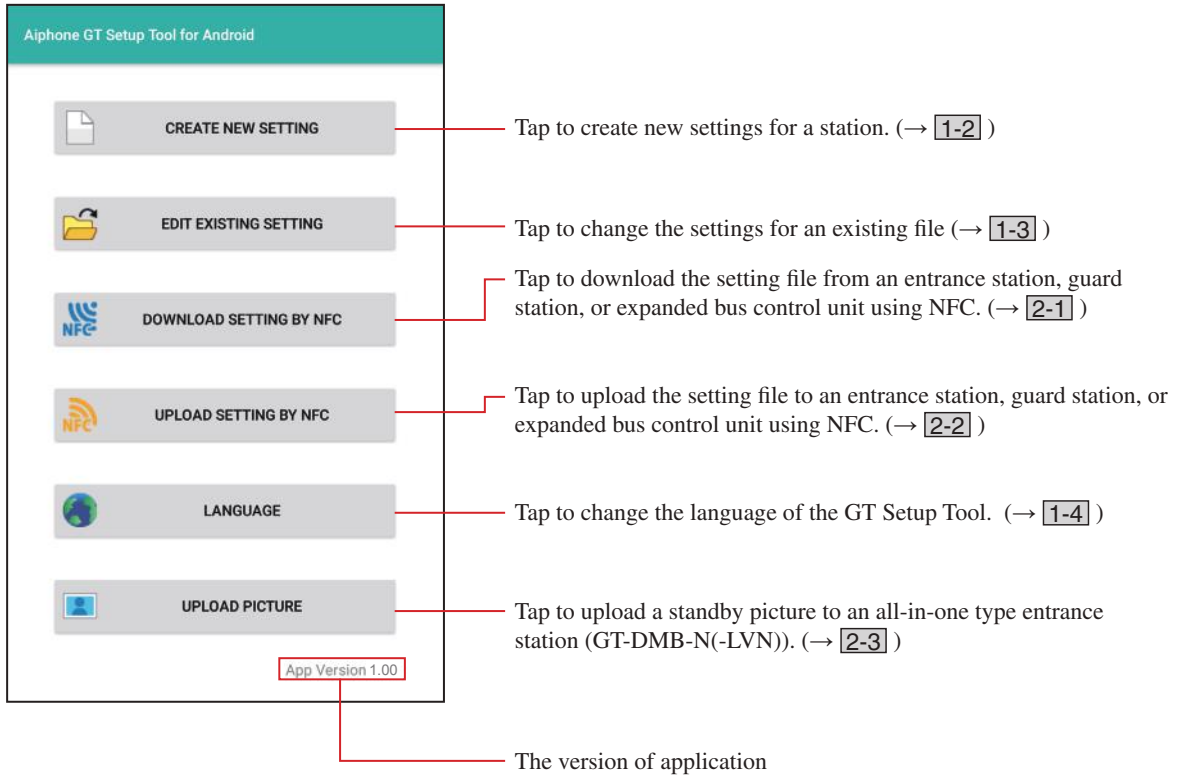 Aiphone GT Setup Tool for Android
CREATE NEW SETTING
Tap to create new settings for a station. (→ 1-2 )
EDIT EXISTING SETTING
Tap to change the settings for an existing file (→ 1-3 )
NFC
DOWNLOAD SETTING BY NFC
Tap to download the setting file from an entrance station, guard
station, or expanded bus control unit using NFC. (→ 2-1 )
NFC
UPLOAD SETTING BY NFC
Tap to upload the setting file to an entrance station, guard station, or
expanded bus control unit using NFC. (→ 2-2 )
LANGUAGE
Tap to change the language of the GT Setup Tool. (→ 1-4 )
UPLOAD PICTURE
Tap to upload a standby picture to an all-in-one type entrance
station (GT-DMB-N(-LVN)). (→ 2-3 )
App Version 1.00
The version of application